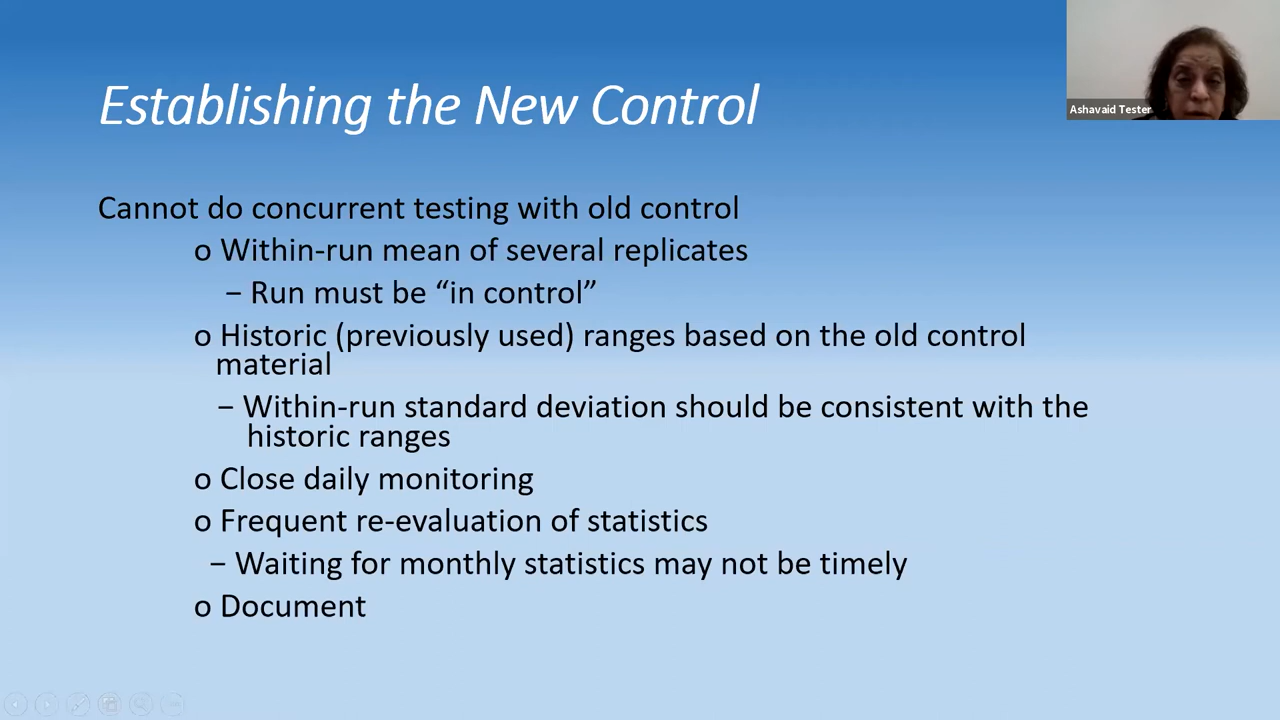 Establishing the New Control
Ashavaid Tester
Cannot do concurrent testing with old control
o Within-run mean of several replicates
− Run must be “in control”
o Historic (previously used) ranges based on the old control
material
− Within-run standard deviation should be consistent with the
historic ranges
o Close daily monitoring
o Frequent re-evaluation of statistics
− Waiting for monthly statistics may not be timely
o Document